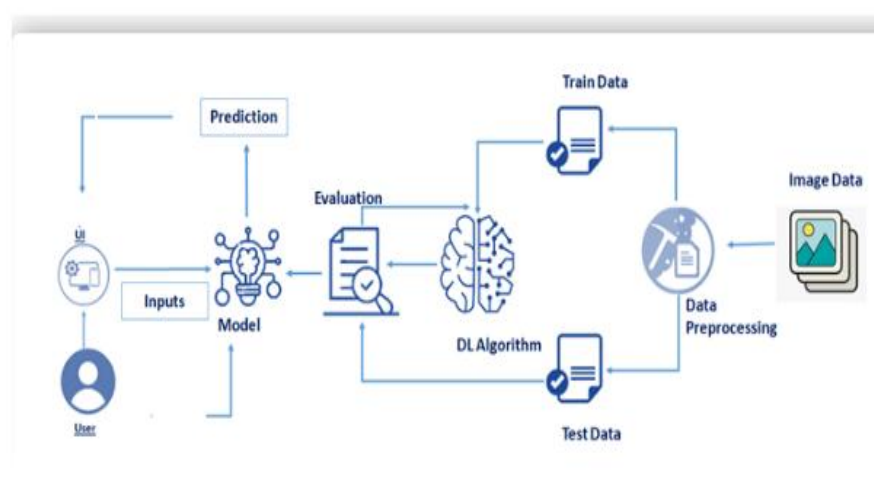 Train Data
Prediction
Image Data
Evaluation
UI
Inputs
Model
Data
Preprocessing
DL Algorithm
User
Test Data